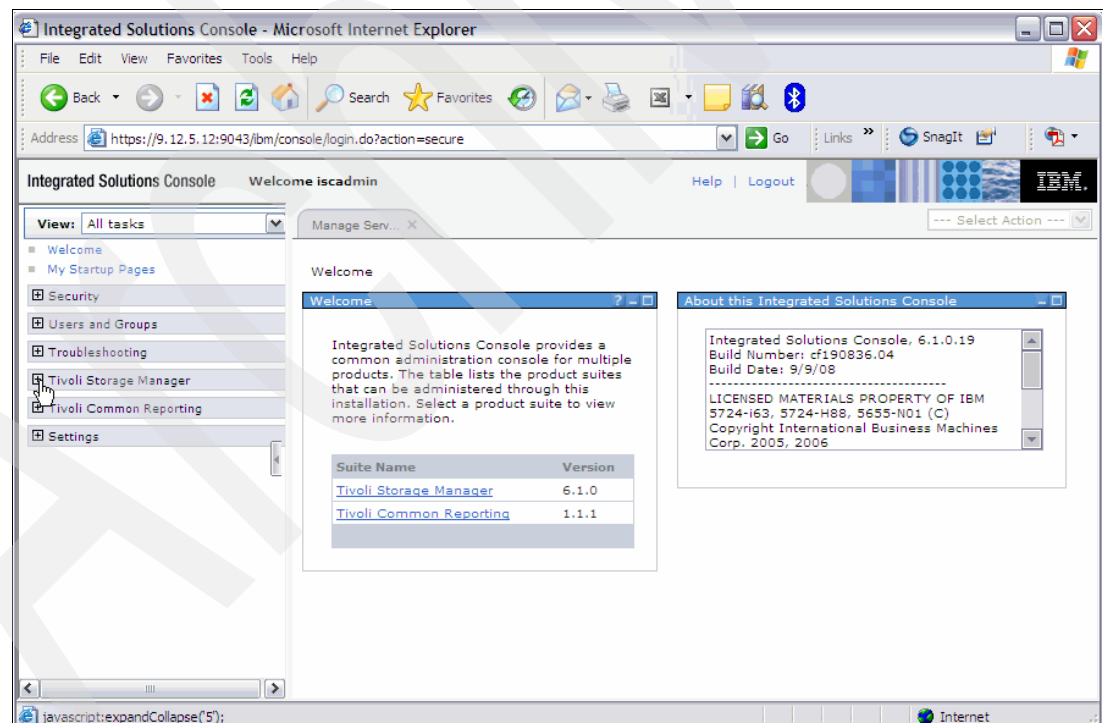 Integrated Solutions Console - Microsoft Internet Explorer
File Edit View Favorites Tools Help
Back Search Favorites
Address https://9.12.5.12:9043/ibm/console/login.do?action=secure Go Links » SnagIt
Integrated Solutions Console Welcome iscadmin Help | Logout IBM.
View: All tasks Manage Serv... --- Select Action ---
Welcome
My Startup Pages
Security
Users and Groups
Troubleshooting
Tivoli Storage Manager
Tivoli Common Reporting
Settings
Welcome
Welcome
Integrated Solutions Console provides a
common administration console for multiple
products. The table lists the product suites
that can be administered through this
installation. Select a product suite to view
more information.
Suite Name Version
Tivoli Storage Manager 6.1.0
Tivoli Common Reporting 1.1.1
About this Integrated Solutions Console
Integrated Solutions Console, 6.1.0.19
Build Number: cf190836.04
Build Date: 9/9/08
----------------------------------------
LICENSED MATERIALS PROPERTY OF IBM
5724-i63, 5724-H88, 5655-N01 (C)
Copyright International Business Machines
Corp. 2005, 2006
javascript:expandCollapse('5'); Internet